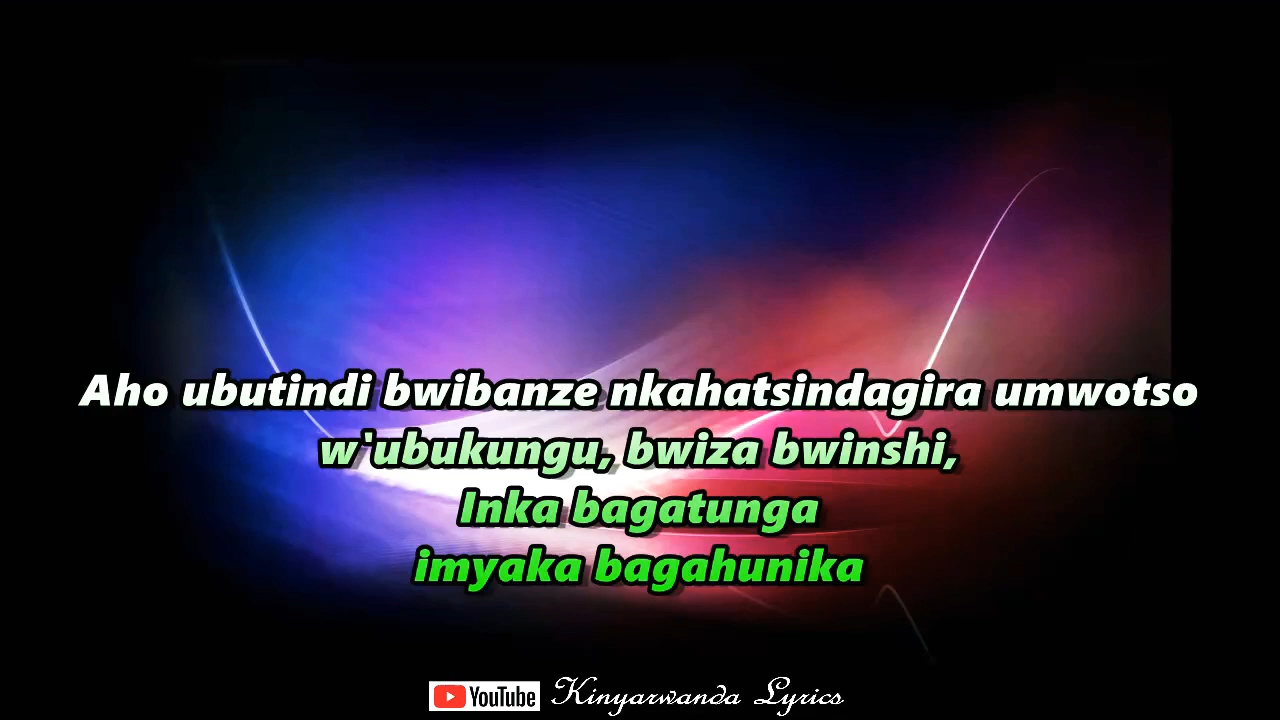 Aho ubutindi bwibanze nkahatsindagira umwotso
w'ubukungu, bwiza bwinshi,
Inka bagatunga
imyaka bagahunika
YouTube Kinyarwanda Lyrics